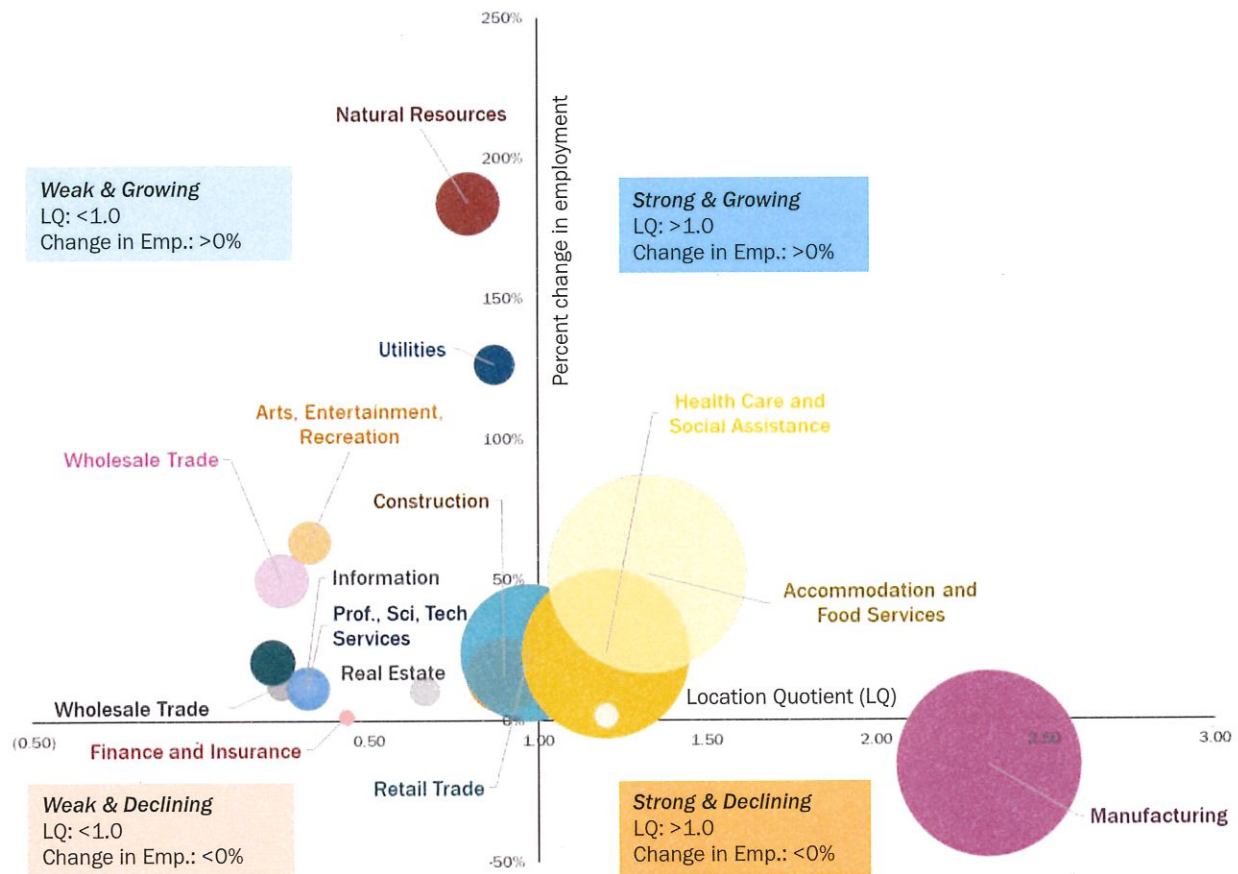 250%
Percent change in employment
Natural Resources
200%
Weak & Growing
LQ: <1.0
Change in Emp.: >0%
Strong & Growing
LQ: >1.0
Change in Emp.: >0%
150%
Utilities
Arts, Entertainment,
Recreation
Health Care and
Social Assistance
100%
Wholesale Trade
Construction
50%
Information
Accommodation and
Food Services
Prof., Sci, Tech
Services
Real Estate
Location Quotient (LQ)
Wholesale Trade
0%
(0.50)
0.50
1.00
1.50
2.00
2.50
3.00
Finance and Insurance
Retail Trade
Weak & Declining
LQ: <1.0
Change in Emp.: <0%
Strong & Declining
LQ: >1.0
Change in Emp.: <0%
Manufacturing
-50%